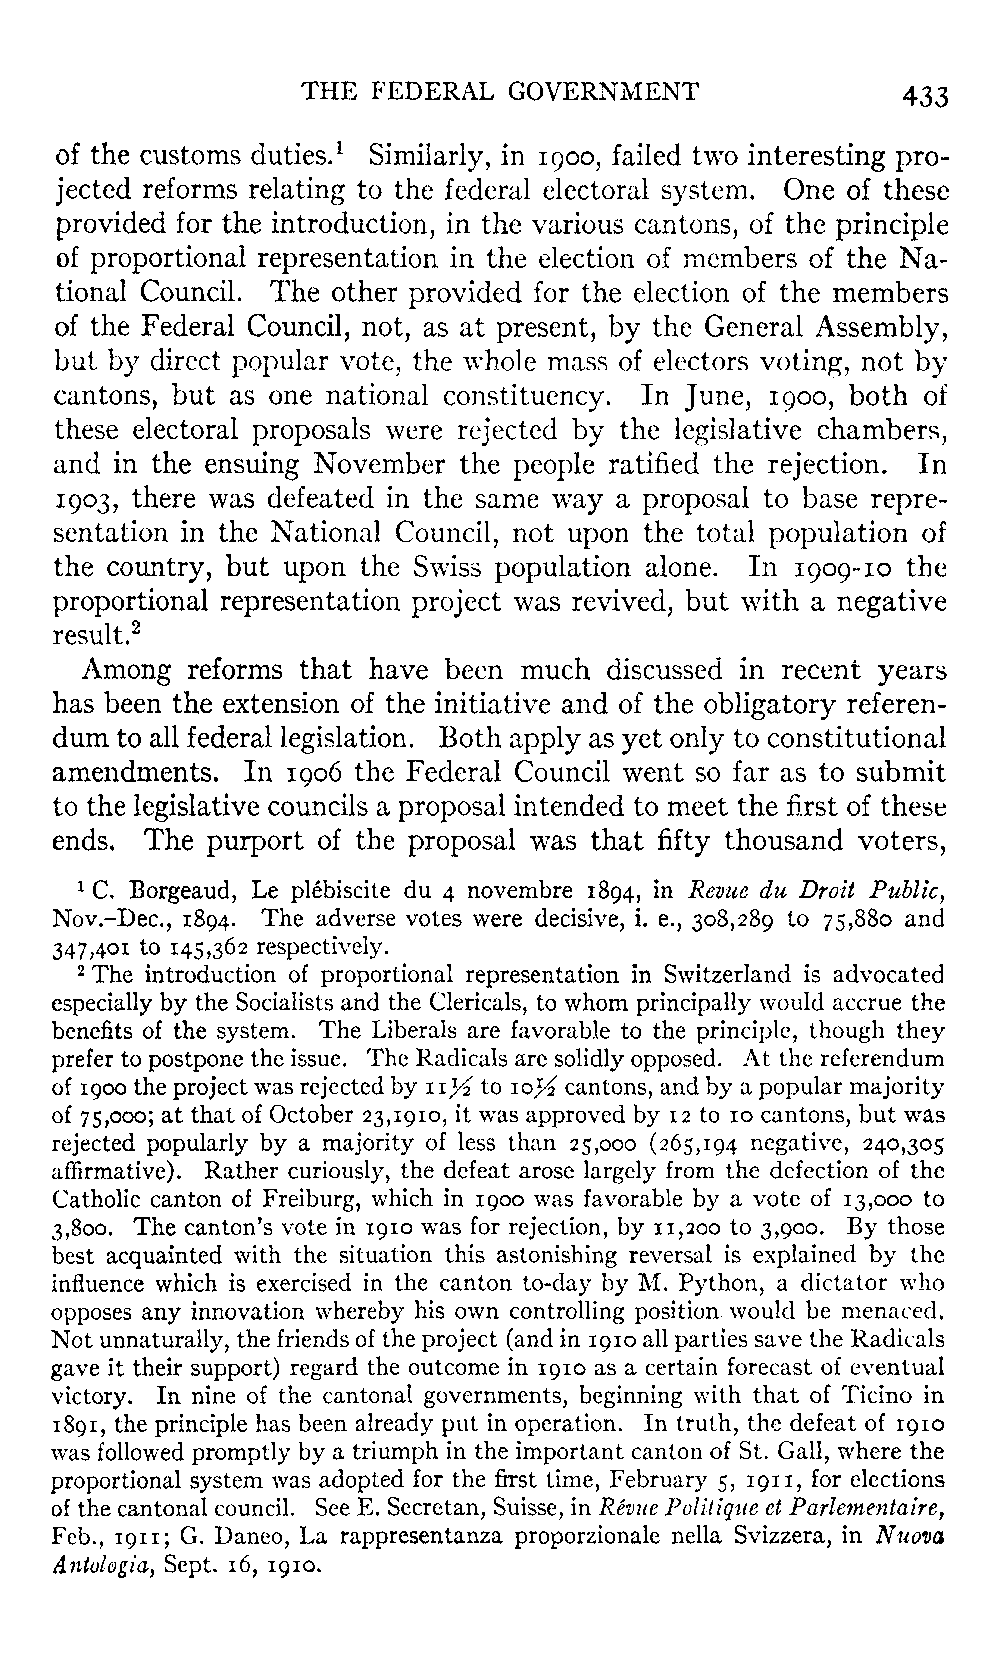 THE FEDERAL GOVERNMENT 433
of the customs duties.¹ Similarly, in 1900, failed two interesting pro-
jected reforms relating to the federal electoral system. One of these
provided for the introduction, in the various cantons, of the principle
of proportional representation in the election of members of the Na-
tional Council. The other provided for the election of the members
of the Federal Council, not, as at present, by the General Assembly,
but by direct popular vote, the whole mass of electors voting, not by
cantons, but as one national constituency. In June, 1900, both of
these electoral proposals were rejected by the legislative chambers,
and in the ensuing November the people ratified the rejection. In
1903, there was defeated in the same way a proposal to base repre-
sentation in the National Council, not upon the total population of
the country, but upon the Swiss population alone. In 1909-10 the
proportional representation project was revived, but with a negative
result.²
Among reforms that have been much discussed in recent years
has been the extension of the initiative and of the obligatory referen-
dum to all federal legislation. Both apply as yet only to constitutional
amendments. In 1906 the Federal Council went so far as to submit
to the legislative councils a proposal intended to meet the first of these
ends. The purport of the proposal was that fifty thousand voters,
¹ C. Borgeaud, Le plébiscite du 4 novembre 1894, in Revue du Droit Public,
Nov.–Dec., 1894. The adverse votes were decisive, i. e., 308,289 to 75,880 and
347,401 to 145,362 respectively.
² The introduction of proportional representation in Switzerland is advocated
especially by the Socialists and the Clericals, to whom principally would accrue the
benefits of the system. The Liberals are favorable to the principle, though they
prefer to postpone the issue. The Radicals are solidly opposed. At the referendum
of 1900 the project was rejected by 11½ to 10½ cantons, and by a popular majority
of 75,000; at that of October 23,1910, it was approved by 12 to 10 cantons, but was
rejected popularly by a majority of less than 25,000 (265,194 negative, 240,305
affirmative). Rather curiously, the defeat arose largely from the defection of the
Catholic canton of Freiburg, which in 1900 was favorable by a vote of 13,000 to
3,800. The canton's vote in 1910 was for rejection, by 11,200 to 3,900. By those
best acquainted with the situation this astonishing reversal is explained by the
influence which is exercised in the canton to-day by M. Python, a dictator who
opposes any innovation whereby his own controlling position would be menaced.
Not unnaturally, the friends of the project (and in 1910 all parties save the Radicals
gave it their support) regard the outcome in 1910 as a certain forecast of eventual
victory. In nine of the cantonal governments, beginning with that of Ticino in
1891, the principle has been already put in operation. In truth, the defeat of 1910
was followed promptly by a triumph in the important canton of St. Gall, where the
proportional system was adopted for the first time, February 5, 1911, for elections
of the cantonal council. See E. Secretan, Suisse, in Révue Politique et Parlementaire,
Feb., 1911; G. Daneo, La rappresentanza proporzionale nella Svizzera, in Nuova
Antologia, Sept. 16, 1910.